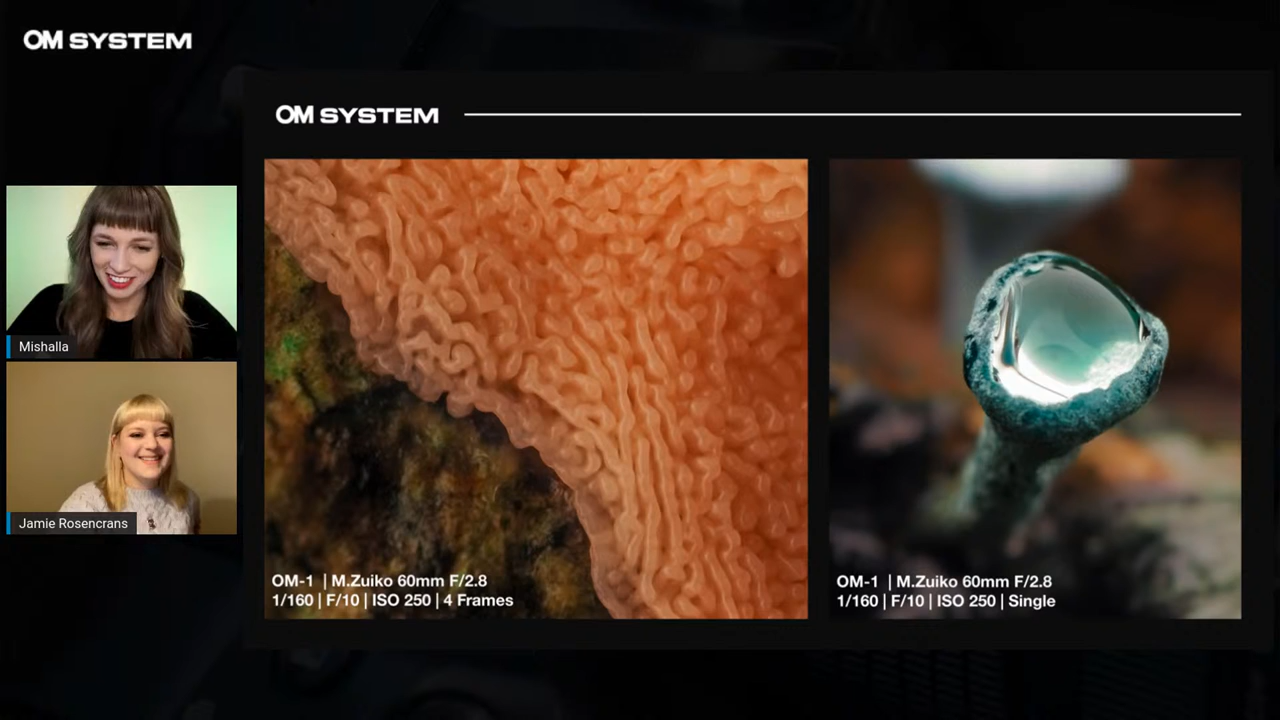 OM SYSTEM
OM SYSTEM
Mishalla
Jamie Rosencrans
OM-1 | M.Zuiko 60mm F/2.8
1/160 | F/10 | ISO 250 | 4 Frames
OM-1 | M.Zuiko 60mm F/2.8
1/160 | F/10 | ISO 250 | Single